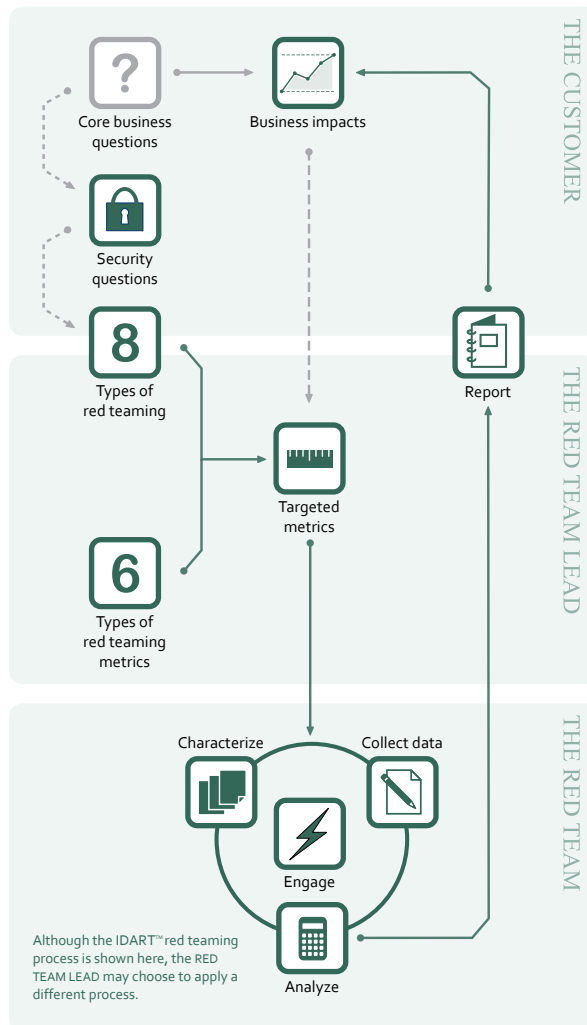 THE CUSTOMER
?
Core business
questions
Business impacts
Security
questions
8
Types of
red teaming
Report
THE RED TEAM LEAD
Targeted
metrics
6
Types of
red teaming
metrics
THE RED TEAM
Characterize
Collect data
Engage
Analyze
Although the IDART™ red teaming
process is shown here, the RED
TEAM LEAD may choose to apply a
different process.